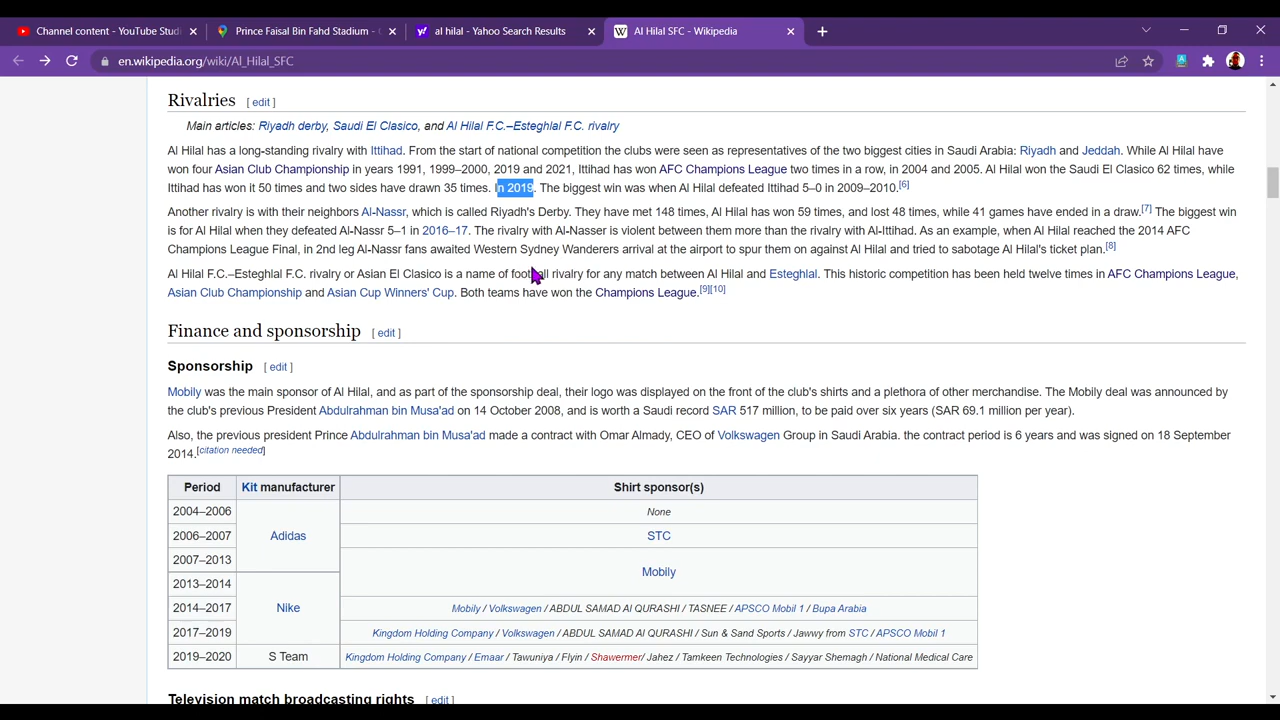 Channel content - YouTube Studi
Prince Faisal Bin Fahd Stadium -
al hilal - Yahoo Search Results
Al Hilal SFC - Wikipedia
en.wikipedia.org/wiki/Al_Hilal_SFC
Rivalries [ edit ]
Main articles: Riyadh derby, Saudi El Clasico, and Al Hilal F.C.–Esteghlal F.C. rivalry
Al Hilal has a long-standing rivalry with Ittihad. From the start of national competition the clubs were seen as representatives of the two biggest cities in Saudi Arabia: Riyadh and Jeddah. While Al Hilal have
won four Asian Club Championship in years 1991, 1999–2000, 2019 and 2021, Ittihad has won AFC Champions League two times in a row, in 2004 and 2005. Al Hilal won the Saudi El Clasico 62 times, while
Ittihad has won it 50 times and two sides have drawn 35 times. In 2019. The biggest win was when Al Hilal defeated Ittihad 5–0 in 2009–2010.[6]
Another rivalry is with their neighbors Al-Nassr, which is called Riyadh's Derby. They have met 148 times, Al Hilal has won 59 times, and lost 48 times, while 41 games have ended in a draw.[7] The biggest win
is for Al Hilal when they defeated Al-Nassr 5–1 in 2016–17. The rivalry with Al-Nasser is violent between them more than the rivalry with Al-Ittihad. As an example, when Al Hilal reached the 2014 AFC
Champions League Final, in 2nd leg Al-Nassr fans awaited Western Sydney Wanderers arrival at the airport to spur them on against Al Hilal and tried to sabotage Al Hilal's ticket plan.[8]
Al Hilal F.C.–Esteghlal F.C. rivalry or Asian El Clasico is a name of football rivalry for any match between Al Hilal and Esteghlal. This historic competition has been held twelve times in AFC Champions League,
Asian Club Championship and Asian Cup Winners' Cup. Both teams have won the Champions League.[9][10]
Finance and sponsorship [ edit ]
Sponsorship [ edit ]
Mobily was the main sponsor of Al Hilal, and as part of the sponsorship deal, their logo was displayed on the front of the club's shirts and a plethora of other merchandise. The Mobily deal was announced by
the club's previous President Abdulrahman bin Musa'ad on 14 October 2008, and is worth a Saudi record SAR 517 million, to be paid over six years (SAR 69.1 million per year).
Also, the previous president Prince Abdulrahman bin Musa'ad made a contract with Omar Almady, CEO of Volkswagen Group in Saudi Arabia. the contract period is 6 years and was signed on 18 September
2014.[citation needed]
Period Kit manufacturer Shirt sponsor(s)
2004–2006 None
2006–2007 Adidas STC
2007–2013
Mobily
2013–2014
2014–2017 Nike Mobily / Volkswagen / ABDUL SAMAD Al QURASHI / TASNEE / APSCO Mobil 1 / Bupa Arabia
2017–2019 Kingdom Holding Company / Volkswagen / ABDUL SAMAD Al QURASHI / Sun & Sand Sports / Jawwy from STC / APSCO Mobil 1
2019–2020 S Team Kingdom Holding Company / Emaar / Tawuniya / Flyin / Shawermer/ Jahez / Tamkeen Technologies / Sayyar Shemagh / National Medical Care
Television match broadcasting rights [ edit ]